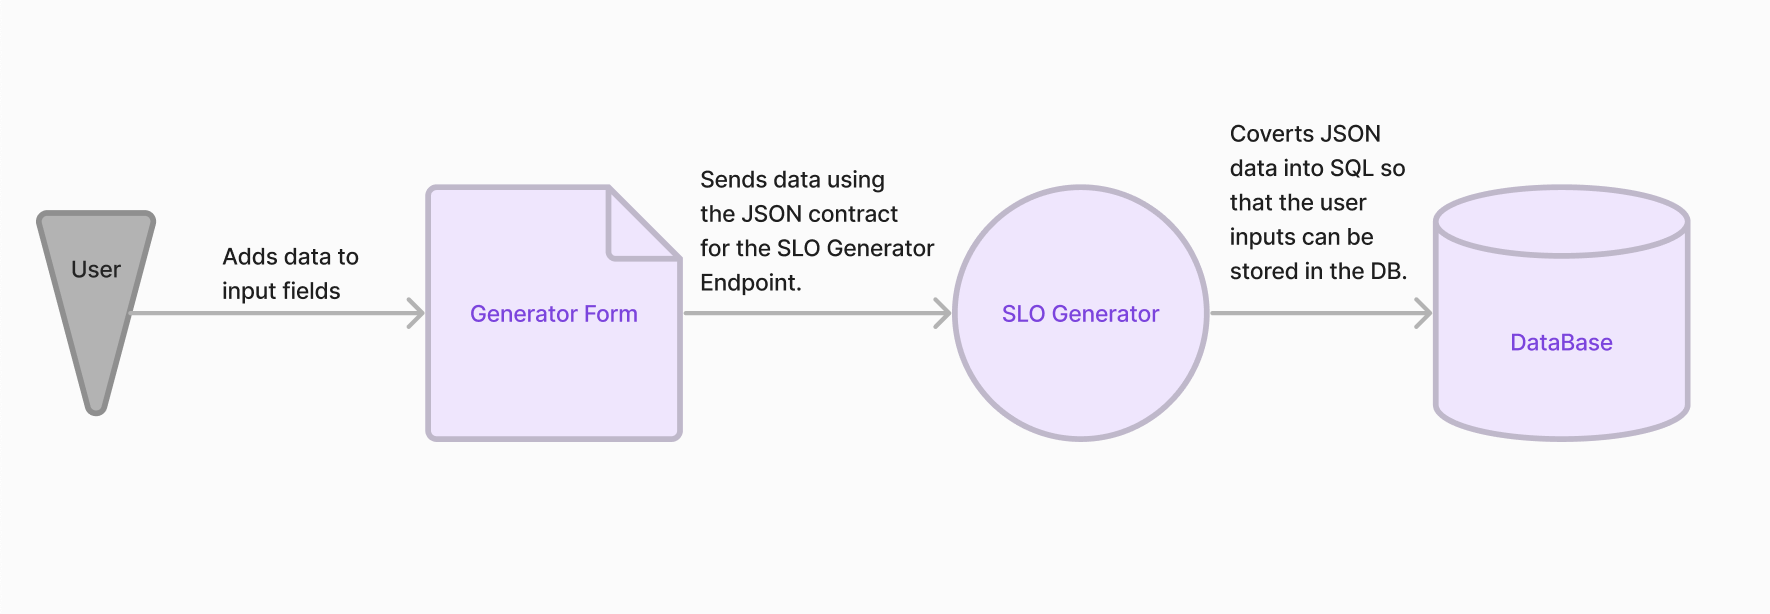 User
Adds data to
input fields
Generator Form
Sends data using
the JSON contract
for the SLO Generator
Endpoint.
SLO Generator
Coverts JSON
data into SQL so
that the user
inputs can be
stored in the DB.
DataBase